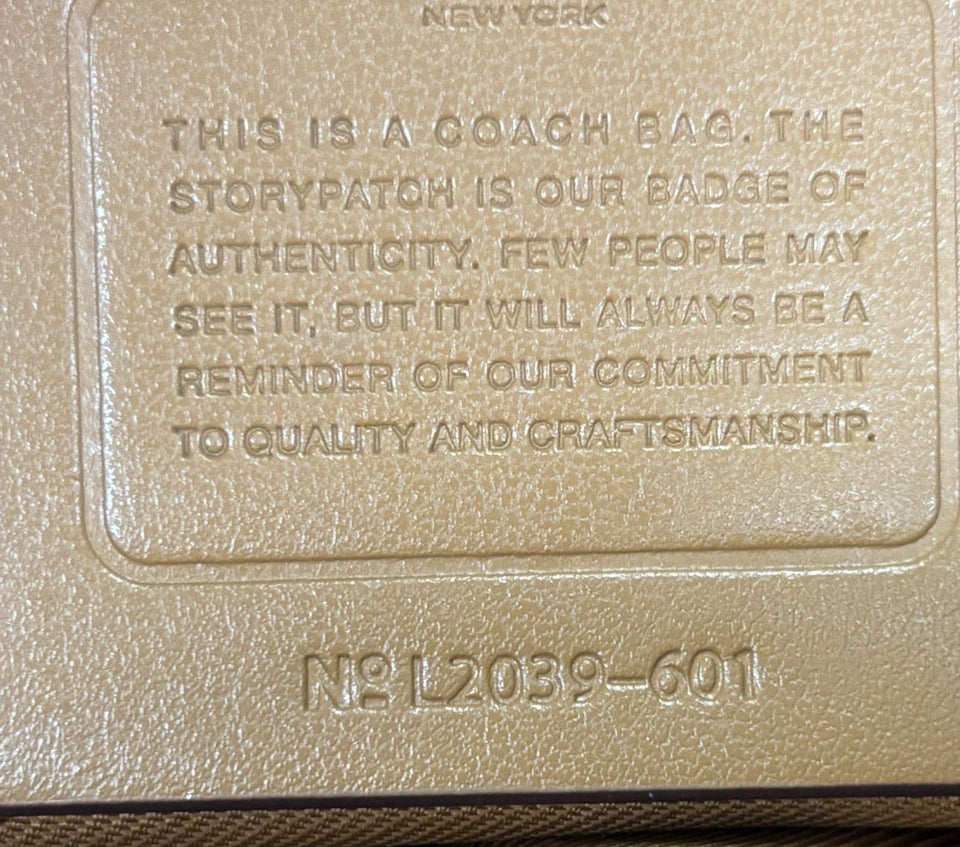 NEW YORK
THIS IS A COACH BAG. THE
STORYPATCH IS OUR BADGE OF
AUTHENTICITY. FEW PEOPLE MAY
SEE IT, BUT IT WILL ALWAYS BE A
REMINDER OF OUR COMMITMENT
TO QUALITY AND CRAFTSMANSHIP.
Nº L2039-601